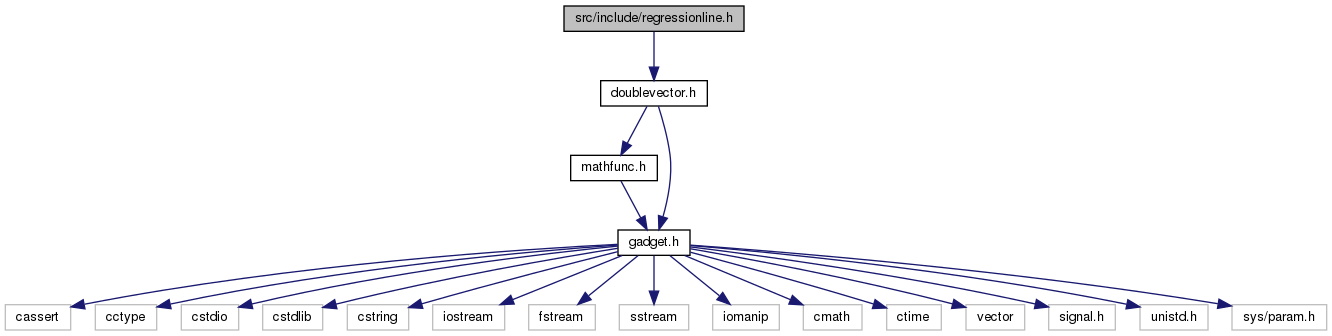 src/include/regressionline.h
doublevector.h
mathfunc.h
gadget.h
cassert
cctype
cstdio
cstdlib
cstring
iostream
fstream
sstream
iomanip
cmath
ctime
vector
signal.h
unistd.h
sys/param.h